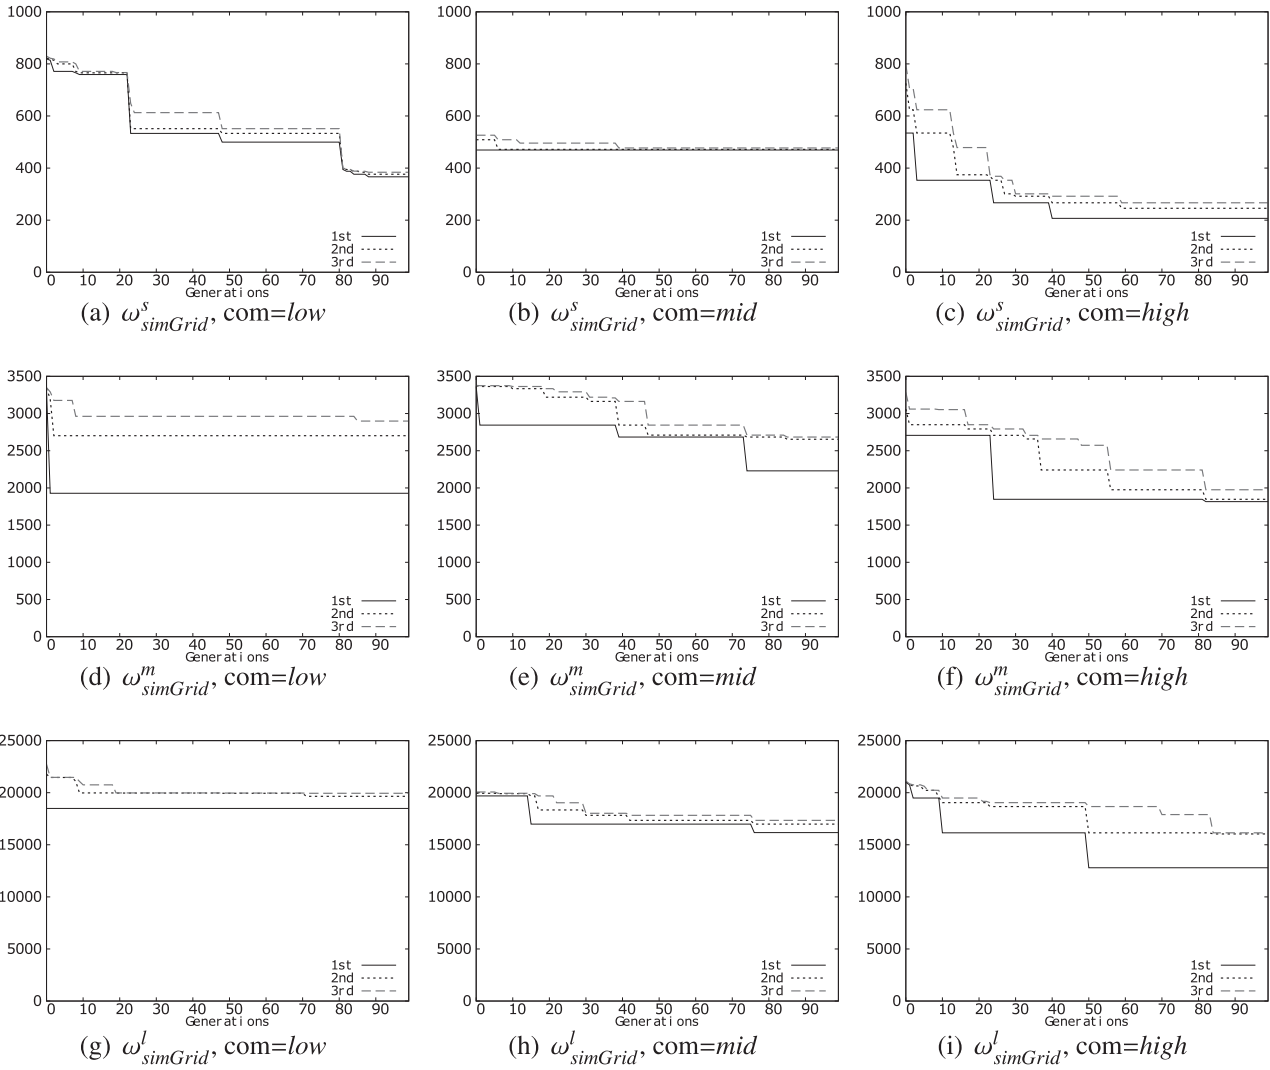 1000
800
600
400
200
0
0 10 20 30 40 50 60 70 80 90
Generations
1st
2nd
3rd
(a) ω^s_simGrid, com=low
1000
800
600
400
200
0
0 10 20 30 40 50 60 70 80 90
Generations
1st
2nd
3rd
(b) ω^s_simGrid, com=mid
1000
800
600
400
200
0
0 10 20 30 40 50 60 70 80 90
Generations
1st
2nd
3rd
(c) ω^s_simGrid, com=high
3500
3000
2500
2000
1500
1000
500
0
0 10 20 30 40 50 60 70 80 90
Generations
1st
2nd
3rd
(d) ω^m_simGrid, com=low
3500
3000
2500
2000
1500
1000
500
0
0 10 20 30 40 50 60 70 80 90
Generations
1st
2nd
3rd
(e) ω^m_simGrid, com=mid
3500
3000
2500
2000
1500
1000
500
0
0 10 20 30 40 50 60 70 80 90
Generations
1st
2nd
3rd
(f) ω^m_simGrid, com=high
25000
20000
15000
10000
5000
0
0 10 20 30 40 50 60 70 80 90
Generations
1st
2nd
3rd
(g) ω^l_simGrid, com=low
25000
20000
15000
10000
5000
0
0 10 20 30 40 50 60 70 80 90
Generations
1st
2nd
3rd
(h) ω^l_simGrid, com=mid
25000
20000
15000
10000
5000
0
0 10 20 30 40 50 60 70 80 90
Generations
1st
2nd
3rd
(i) ω^l_simGrid, com=high